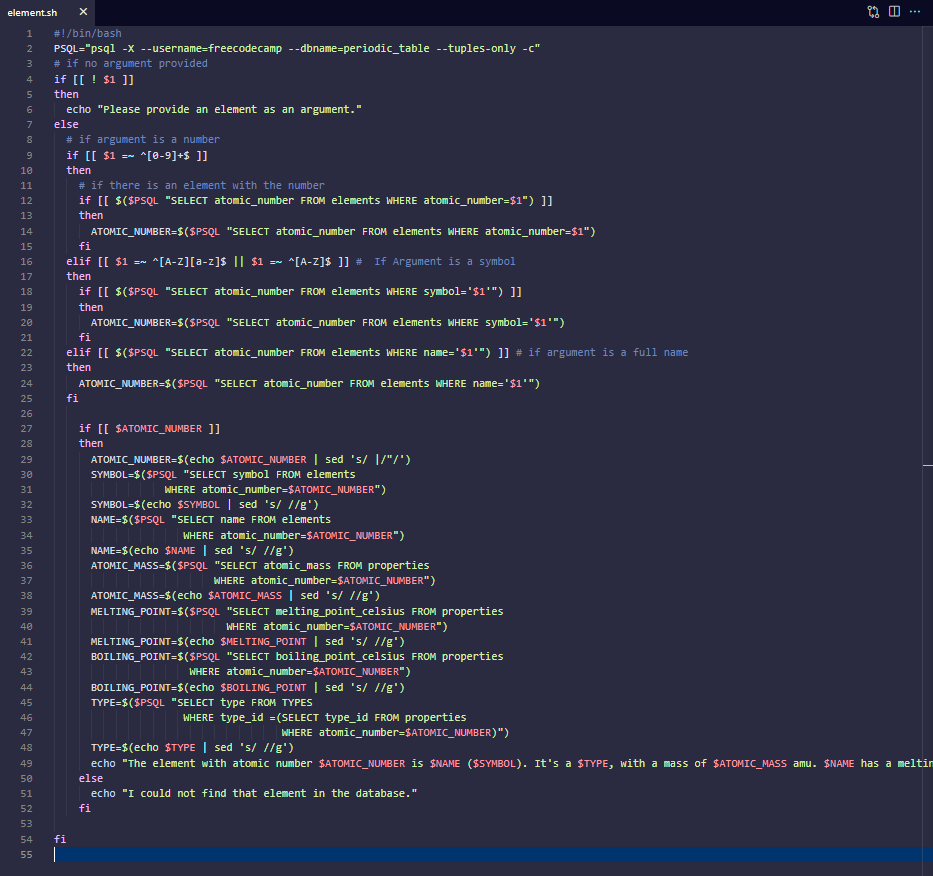 element.sh
1 #!/bin/bash
2 PSQL="psql -X --username=freecodecamp --dbname=periodic_table --tuples-only -c"
3 # if no argument provided
4 if [[ ! $1 ]]
5 then
6   echo "Please provide an element as an argument."
7 else
8   # if argument is a number
9   if [[ $1 =~ ^[0-9]+$ ]]
10   then
11     # if there is an element with the number
12     if [[ $($PSQL "SELECT atomic_number FROM elements WHERE atomic_number=$1") ]]
13     then
14       ATOMIC_NUMBER=$($PSQL "SELECT atomic_number FROM elements WHERE atomic_number=$1")
15     fi
16   elif [[ $1 =~ ^[A-Z][a-z]$ || $1 =~ ^[A-Z]$ ]] #  If Argument is a symbol
17   then
18     if [[ $($PSQL "SELECT atomic_number FROM elements WHERE symbol='$1'") ]]
19     then
20       ATOMIC_NUMBER=$($PSQL "SELECT atomic_number FROM elements WHERE symbol='$1'")
21     fi
22   elif [[ $($PSQL "SELECT atomic_number FROM elements WHERE name='$1'") ]] # if argument is a full name
23   then
24     ATOMIC_NUMBER=$($PSQL "SELECT atomic_number FROM elements WHERE name='$1'")
25   fi
26
27     if [[ $ATOMIC_NUMBER ]]
28     then
29       ATOMIC_NUMBER=$(echo $ATOMIC_NUMBER | sed 's/ |/"/')
30       SYMBOL=$($PSQL "SELECT symbol FROM elements
31                   WHERE atomic_number=$ATOMIC_NUMBER")
32       SYMBOL=$(echo $SYMBOL | sed 's/ //g')
33       NAME=$($PSQL "SELECT name FROM elements
34                      WHERE atomic_number=$ATOMIC_NUMBER")
35       NAME=$(echo $NAME | sed 's/ //g')
36       ATOMIC_MASS=$($PSQL "SELECT atomic_mass FROM properties
37                           WHERE atomic_number=$ATOMIC_NUMBER")
38       ATOMIC_MASS=$(echo $ATOMIC_MASS | sed 's/ //g')
39       MELTING_POINT=$($PSQL "SELECT melting_point_celsius FROM properties
40                             WHERE atomic_number=$ATOMIC_NUMBER")
41       MELTING_POINT=$(echo $MELTING_POINT | sed 's/ //g')
42       BOILING_POINT=$($PSQL "SELECT boiling_point_celsius FROM properties
43                       WHERE atomic_number=$ATOMIC_NUMBER")
44       BOILING_POINT=$(echo $BOILING_POINT | sed 's/ //g')
45       TYPE=$($PSQL "SELECT type FROM TYPES
46                      WHERE type_id =(SELECT type_id FROM properties
47                                      WHERE atomic_number=$ATOMIC_NUMBER)")
48       TYPE=$(echo $TYPE | sed 's/ //g')
49       echo "The element with atomic number $ATOMIC_NUMBER is $NAME ($SYMBOL). It's a $TYPE, with a mass of $ATOMIC_MASS amu. $NAME has a meltin
50     else
51       echo "I could not find that element in the database."
52     fi
53
54 fi
55